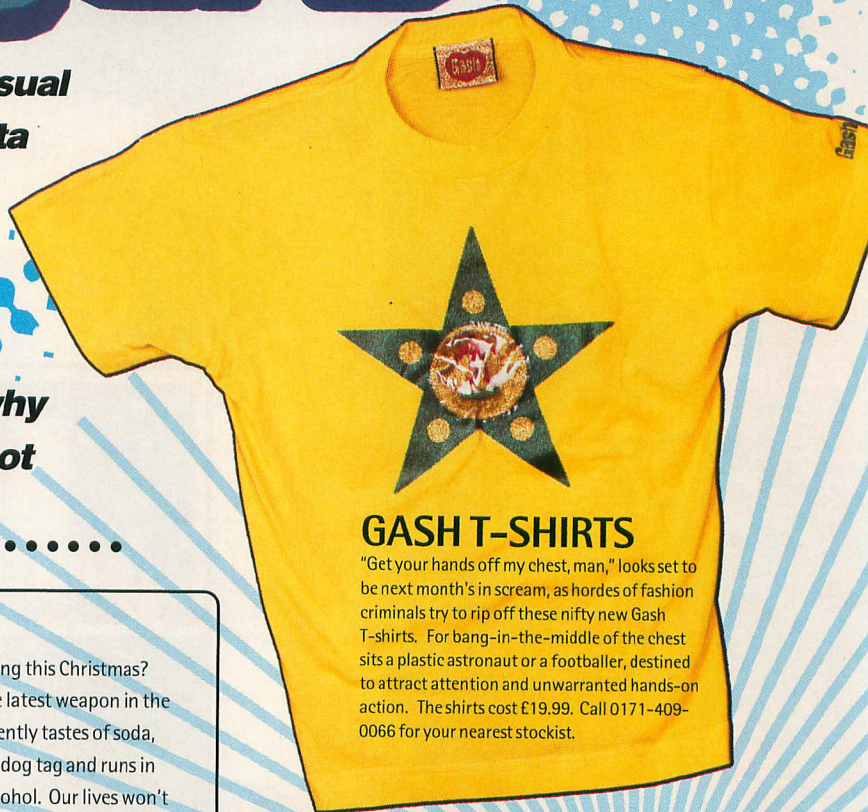 sual
ta
Gash
Gash
why
ot
GASH T-SHIRTS
"Get your hands off my chest, man," looks set to
be next month's in scream, as hordes of fashion
criminals try to rip off these nifty new Gash
T-shirts. For bang-in-the-middle of the chest
sits a plastic astronaut or a footballer, destined
to attract attention and unwarranted hands-on
action. The shirts cost £19.99. Call 0171-409-
0066 for your nearest stockist.
ng this Christmas?
latest weapon in the
ently tastes of soda,
dog tag and runs in
ohol. Our lives won't